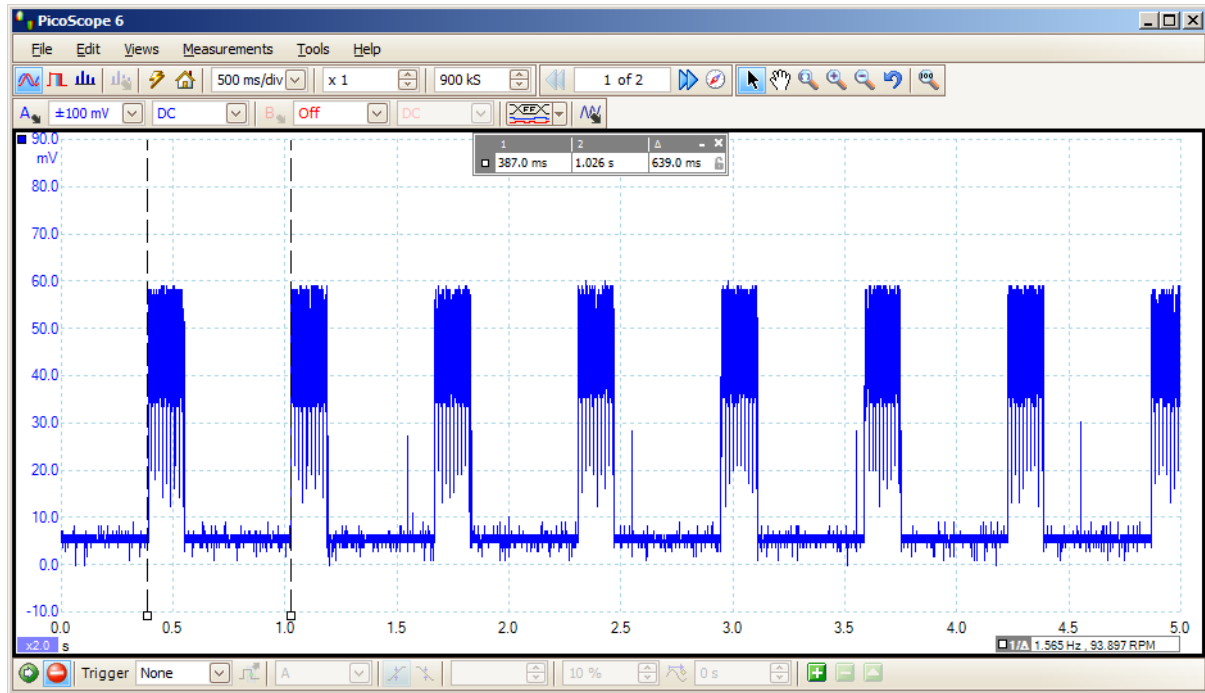 PicoScope 6
File Edit Views Measurements Tools Help
500 ms/div x 1 900 kS 1 of 2
A ±100 mV DC B Off DC
90.0
mV
80.0
70.0
60.0
50.0
40.0
30.0
20.0
10.0
0.0
-10.0
1 2 Δ
387.0 ms 1.026 s 639.0 ms
0.0 0.5 1.0 1.5 2.0 2.5 3.0 3.5 4.0 4.5 5.0
x2.0 s
1/Δ 1.565 Hz , 93.897 RPM
Trigger None A 10 % 0 s